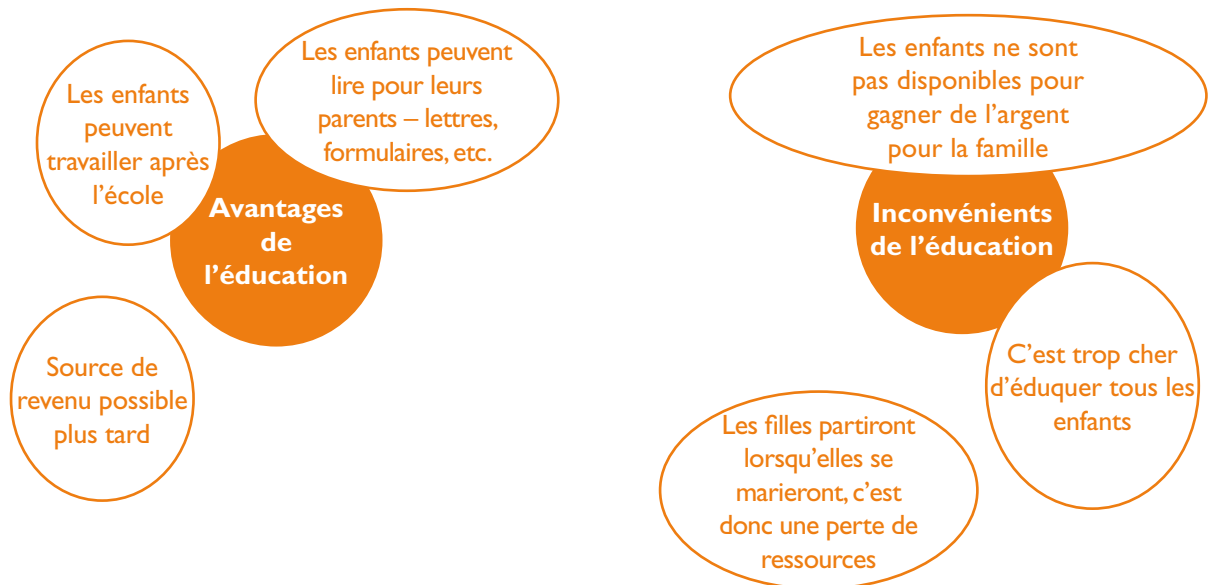 Les enfants
peuvent
travailler après
l’école
Les enfants peuvent
lire pour leurs
parents – lettres,
formulaires, etc.
Avantages
de
l’éducation
Source de
revenu possible
plus tard
Les enfants ne sont
pas disponibles pour
gagner de l’argent
pour la famille
Inconvénients
de l’éducation
C’est trop cher
d’éduquer tous les
enfants
Les filles partiront
lorsqu’elles se
marieront, c’est
donc une perte de
ressources